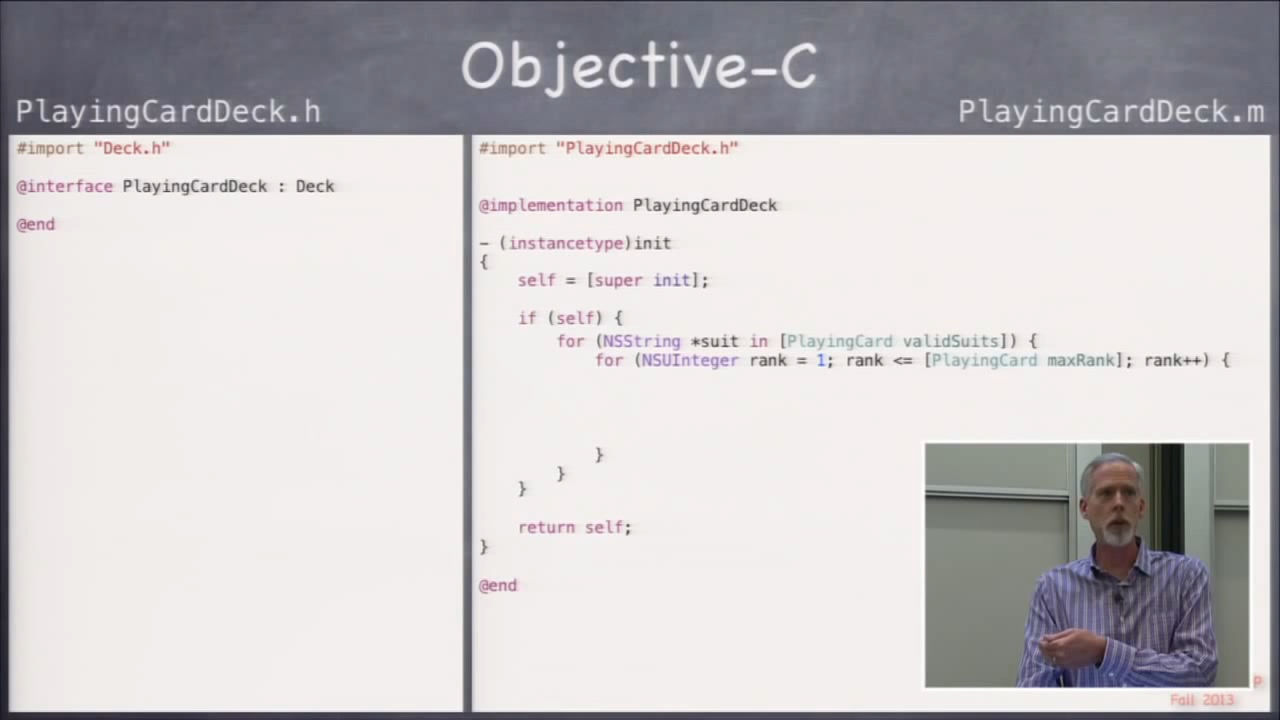 Objective-C
PlayingCardDeck.h
PlayingCardDeck.m
#import "Deck.h"
@interface PlayingCardDeck : Deck
@end
#import "PlayingCardDeck.h"
@implementation PlayingCardDeck
- (instancetype)init
{
self = [super init];
if (self) {
for (NSString *suit in [PlayingCard validSuits]) {
for (NSUInteger rank = 1; rank <= [PlayingCard maxRank]; rank++) {
}
}
}
return self;
}
@end
P
Fall 2013